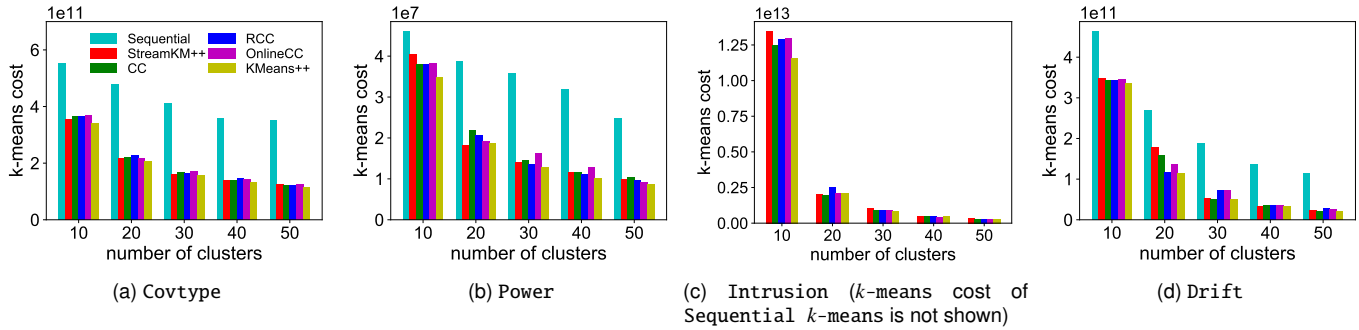 1e11
k-means cost
6
4
2
0
Sequential
StreamKM++
CC
RCC
OnlineCC
KMeans++
10 20 30 40 50
number of clusters
(a) Covtype
1e7
k-means cost
4
3
2
1
0
10 20 30 40 50
number of clusters
(b) Power
1e13
k-means cost
1.25
1.00
0.75
0.50
0.25
0.00
10 20 30 40 50
number of clusters
(c) Intrusion (k-means cost of
Sequential k-means is not shown)
1e11
k-means cost
4
3
2
1
0
10 20 30 40 50
number of clusters
(d) Drift